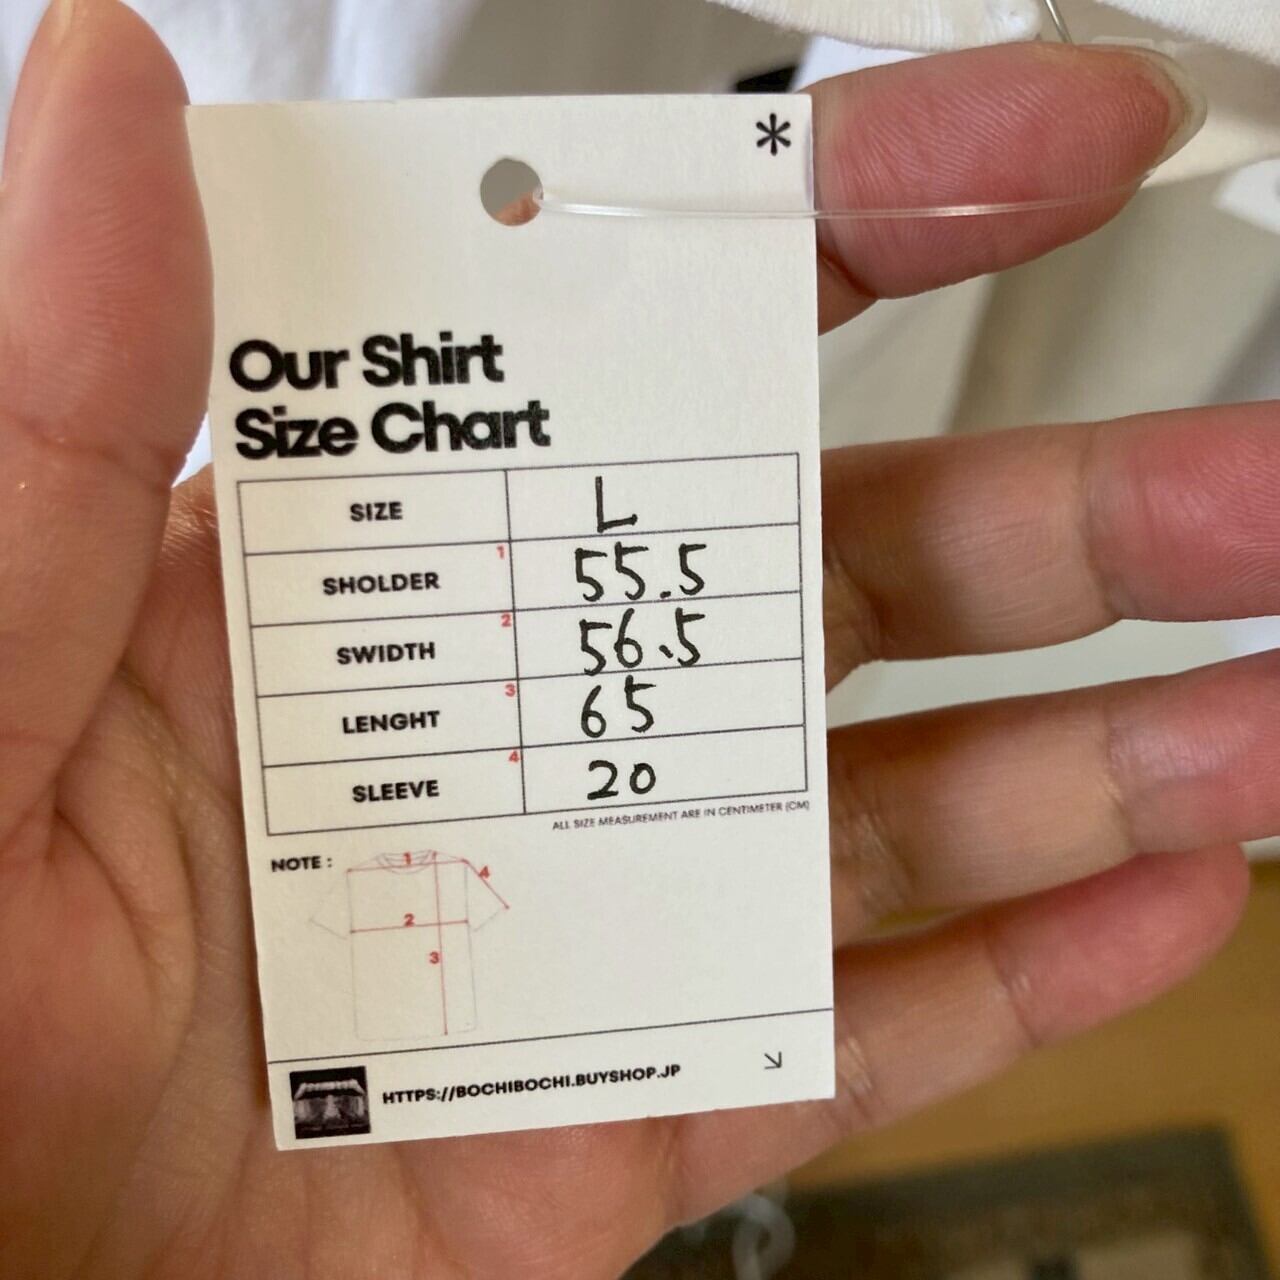 *
Our Shirt
Size Chart
SIZE L
SHOLDER 1 55.5
SWIDTH 2 56.5
LENGHT 3 65
SLEEVE 4 20
ALL SIZE MEASUREMENT ARE IN CENTIMETER (CM)
NOTE :
1
4
2
3
HTTPS://BOCHIBOCHI.BUYSHOP.JP